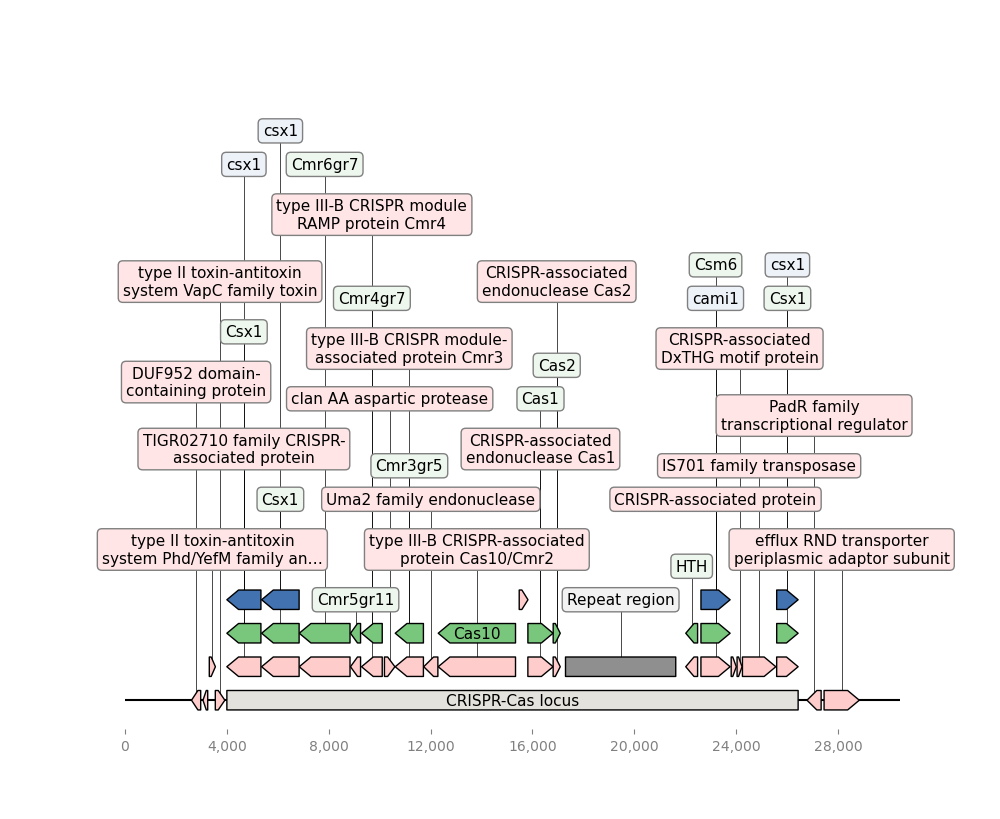 csx1
csx1
Cmr6gr7
type III-B CRISPR module
RAMP protein Cmr4
type II toxin-antitoxin
system VapC family toxin
CRISPR-associated
endonuclease Cas2
Csm6
csx1
Cmr4gr7
cami1
Csx1
Csx1
type III-B CRISPR module-
associated protein Cmr3
CRISPR-associated
DxTHG motif protein
DUF952 domain-
containing protein
Cas2
clan AA aspartic protease
Cas1
PadR family
transcriptional regulator
TIGR02710 family CRISPR-
associated protein
CRISPR-associated
endonuclease Cas1
Cmr3gr5
IS701 family transposase
Csx1
Uma2 family endonuclease
CRISPR-associated protein
type II toxin-antitoxin
system Phd/YefM family an...
type III-B CRISPR-associated
protein Cas10/Cmr2
efflux RND transporter
periplasmic adaptor subunit
HTH
Cmr5gr11
Repeat region
Cas10
CRISPR-Cas locus
0
4,000
8,000
12,000
16,000
20,000
24,000
28,000